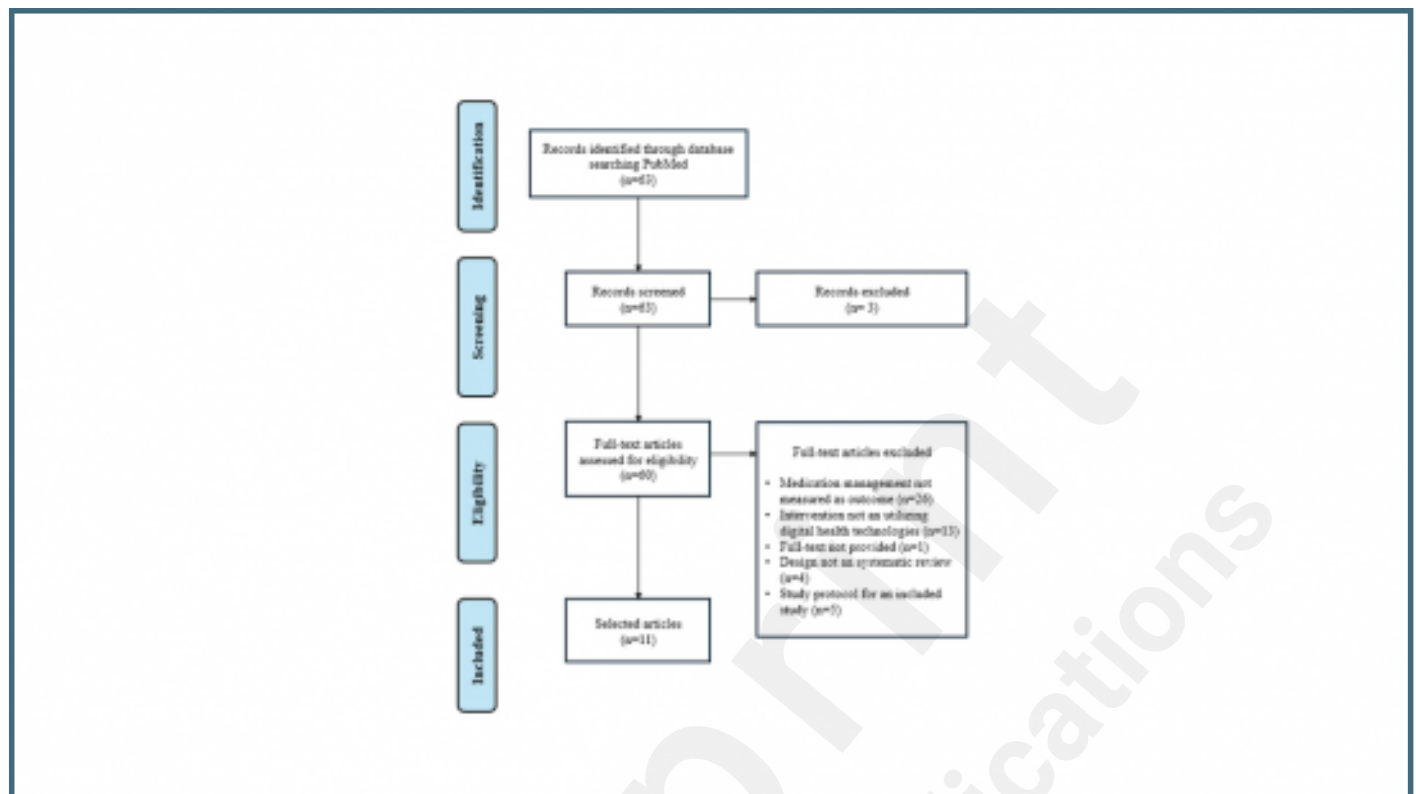 Identification
Records identified through database
searching PubMed
(n=63)
Screening
Records screened
(n=63)
Records excluded
(n= 3)
Eligibility
Full-text articles
assessed for eligibility
(n=60)
Full-text articles excluded
• Medication management not
measured as outcome (n=26)
• Intervention not an utilizing
digital health technologies (n=13)
• Full-text not provided (n=1)
• Design not an systematic review
(n=4)
• Study protocol for an included
study (n=5)
Included
Selected articles
(n=11)
print
ications